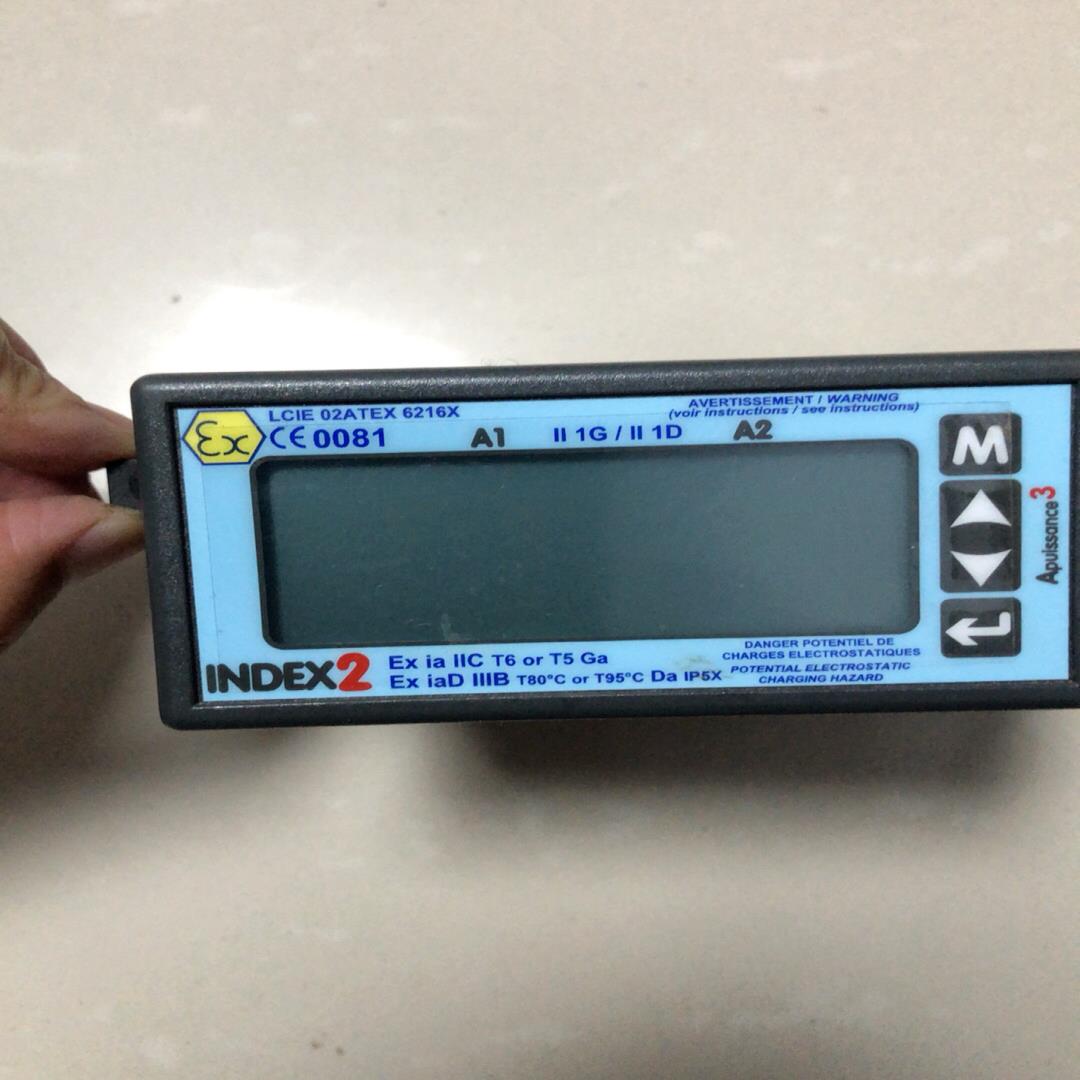 Ex LCIE 02ATEX 6216X
CE 0081
A1 II 1G / II 1D A2
AVERTISSEMENT / WARNING
(voir instructions / see instructions)
M
Apuissance3
INDEX2
Ex ia IIC T6 or T5 Ga
Ex iaD IIIB T80°C or T95°C Da IP5X
DANGER POTENTIEL DE
CHARGES ELECTROSTATIQUES
POTENTIAL ELECTROSTATIC
CHARGING HAZARD